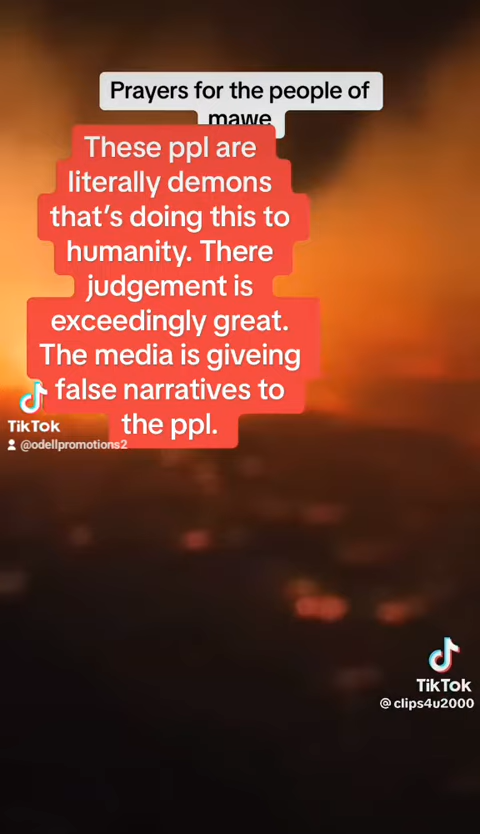 Prayers for the people of
mawe
These ppl are
literally demons
that's doing this to
humanity. There
judgement is
exceedingly great.
The media is giveing
false narratives to
the ppl.
TikTok
@odellpromotions2
TikTok
@clips4u2000